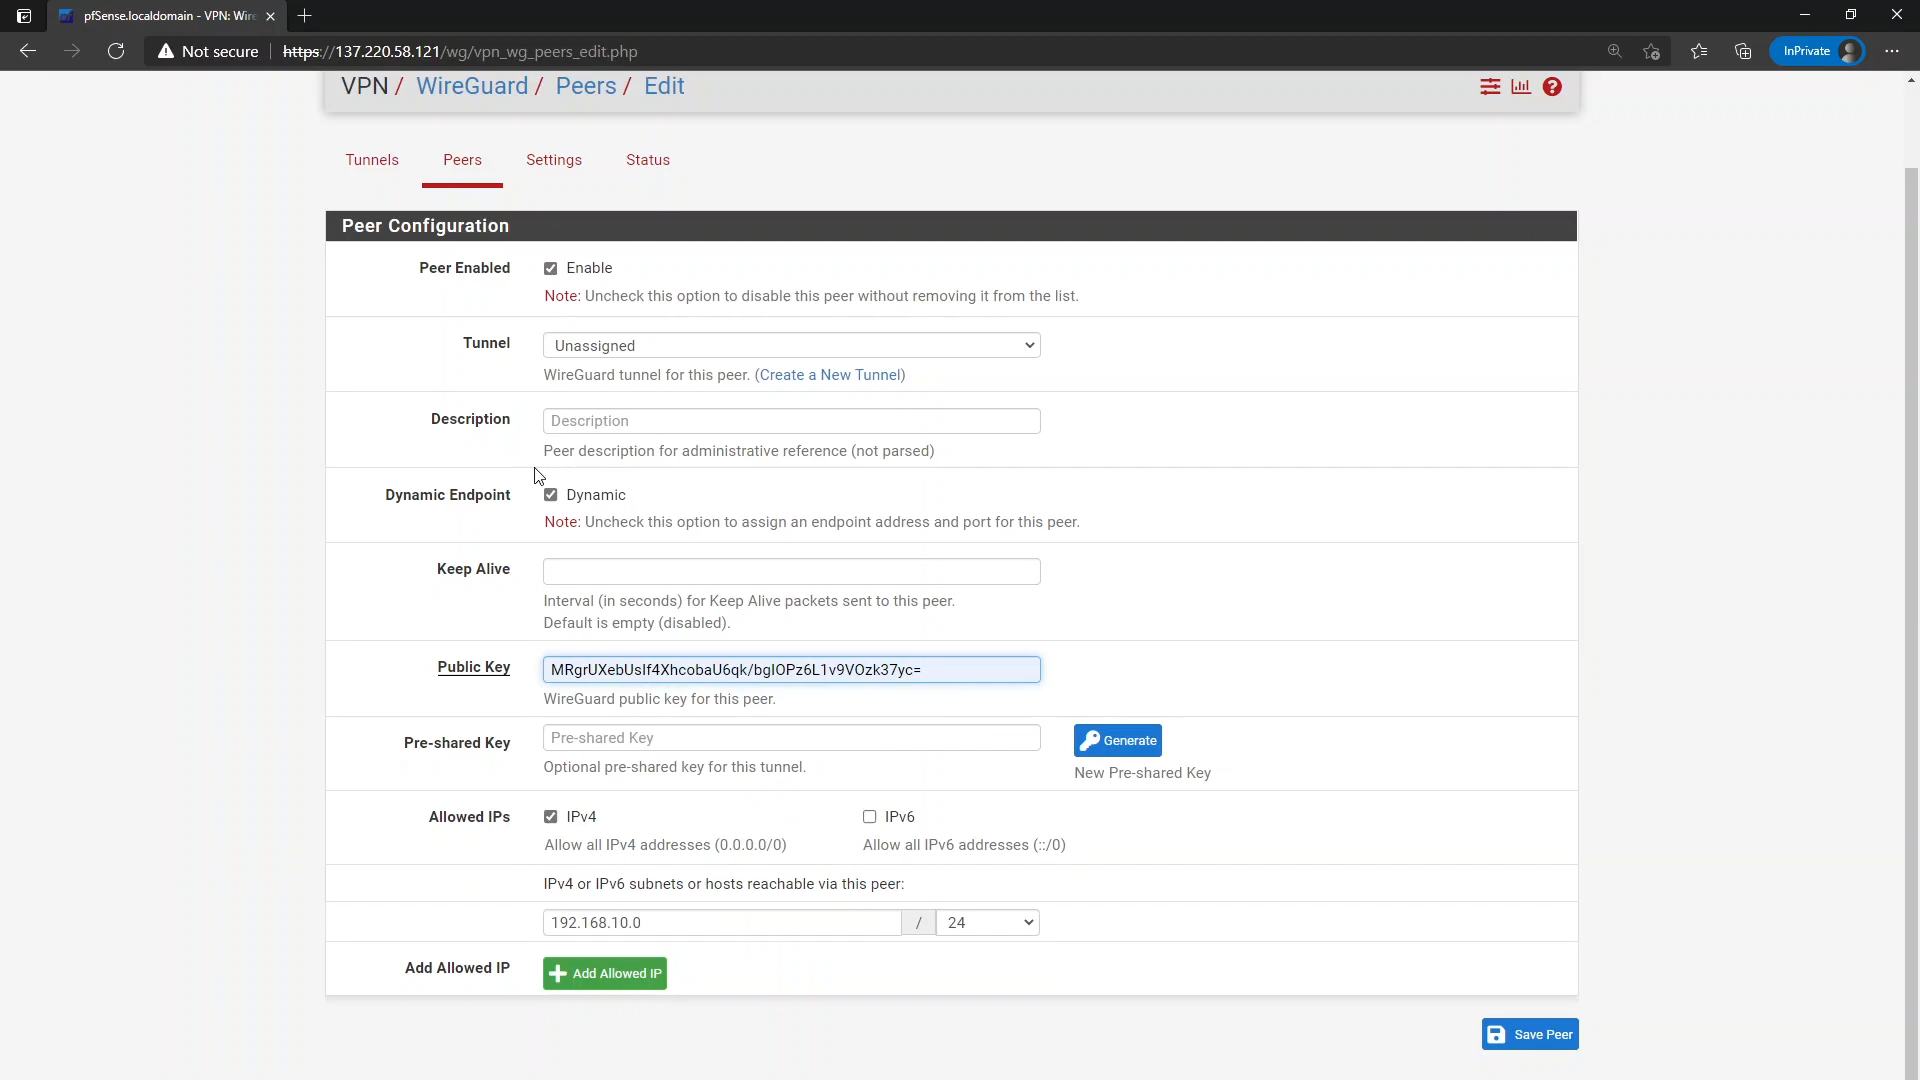 pfSense.localdomain - VPN: Wire
Not secure
https://137.220.58.121/wg/vpn_wg_peers_edit.php
InPrivate
VPN / WireGuard / Peers / Edit
Tunnels Peers Settings Status
Peer Configuration
Peer Enabled
Enable
Note: Uncheck this option to disable this peer without removing it from the list.
Tunnel
Unassigned
WireGuard tunnel for this peer. (Create a New Tunnel)
Description
Description
Peer description for administrative reference (not parsed)
Dynamic Endpoint
Dynamic
Note: Uncheck this option to assign an endpoint address and port for this peer.
Keep Alive
Interval (in seconds) for Keep Alive packets sent to this peer.
Default is empty (disabled).
Public Key
MRgrUXebUsIf4XhcobaU6qk/bgIOPz6L1v9VOzk37yc=
WireGuard public key for this peer.
Pre-shared Key
Pre-shared Key
Generate
Optional pre-shared key for this tunnel.
New Pre-shared Key
Allowed IPs
IPv4
IPv6
Allow all IPv4 addresses (0.0.0.0/0)
Allow all IPv6 addresses (::/0)
IPv4 or IPv6 subnets or hosts reachable via this peer:
192.168.10.0 / 24
Add Allowed IP
Add Allowed IP
Save Peer